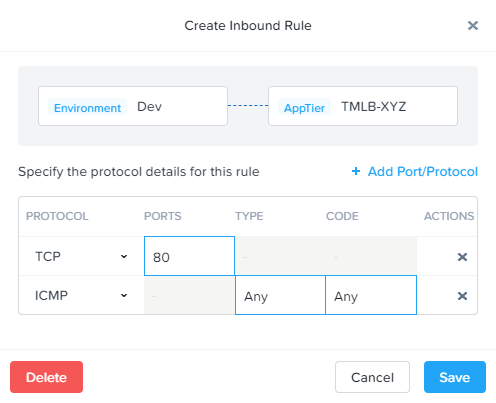 Create Inbound Rule ×
Environment Dev AppTier TMLB-XYZ
Specify the protocol details for this rule + Add Port/Protocol
PROTOCOL PORTS TYPE CODE ACTIONS
TCP 80 - - ×
ICMP - Any Any ×
Delete Cancel Save